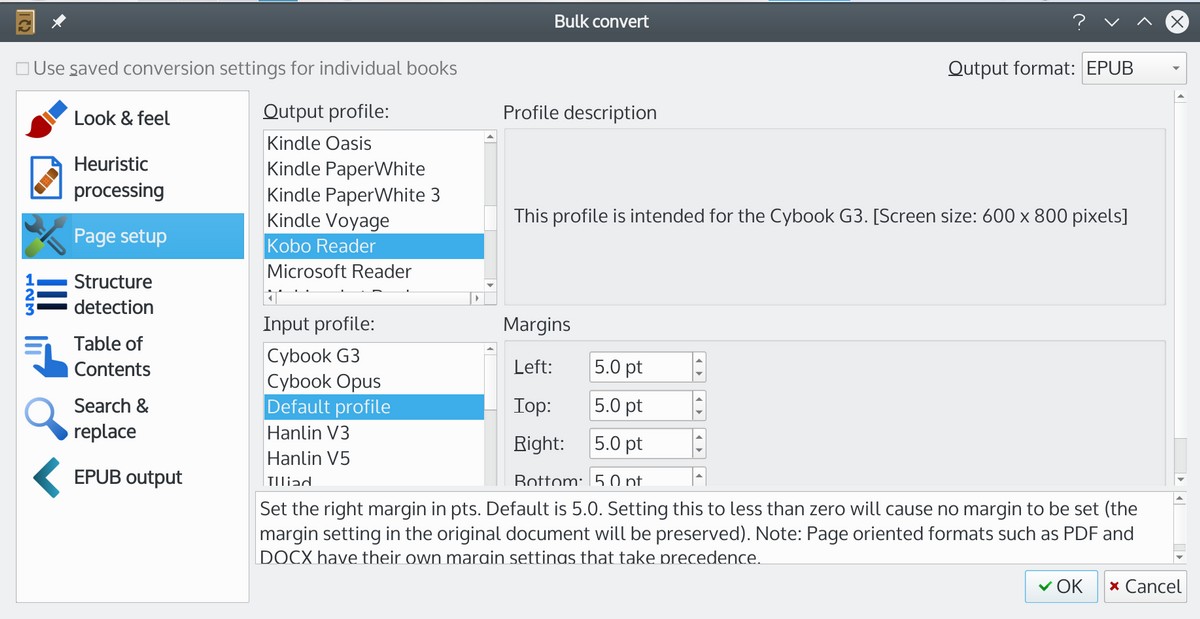 Bulk convert
Use saved conversion settings for individual books
Output format: EPUB
Look & feel
Heuristic
processing
Page setup
Structure
detection
Table of
Contents
Search &
replace
EPUB output
Output profile:
Kindle Oasis
Kindle PaperWhite
Kindle PaperWhite 3
Kindle Voyage
Kobo Reader
Microsoft Reader
Profile description
This profile is intended for the Cybook G3. [Screen size: 600 x 800 pixels]
Input profile:
Cybook G3
Cybook Opus
Default profile
Hanlin V3
Hanlin V5
Illiad
Margins
Left: 5.0 pt
Top: 5.0 pt
Right: 5.0 pt
Bottom: 5.0 pt
Set the right margin in pts. Default is 5.0. Setting this to less than zero will cause no margin to be set (the
margin setting in the original document will be preserved). Note: Page oriented formats such as PDF and
DOCX have their own margin settings that take precedence.
OK
Cancel